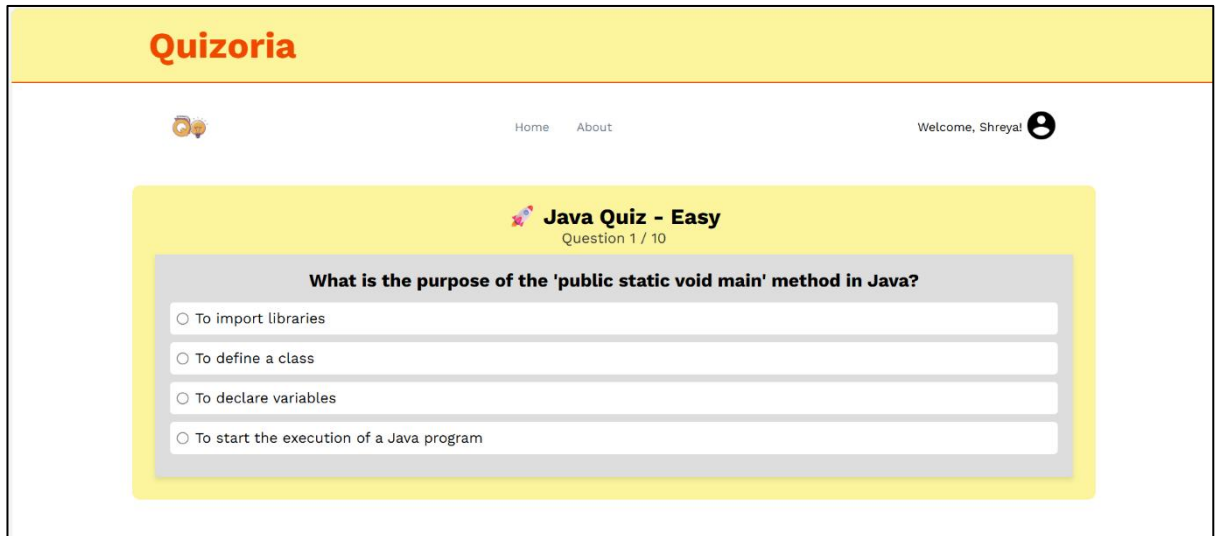 Quizoria
Home About Welcome, Shreya!
🚀 Java Quiz - Easy
Question 1 / 10
What is the purpose of the 'public static void main' method in Java?
To import libraries
To define a class
To declare variables
To start the execution of a Java program